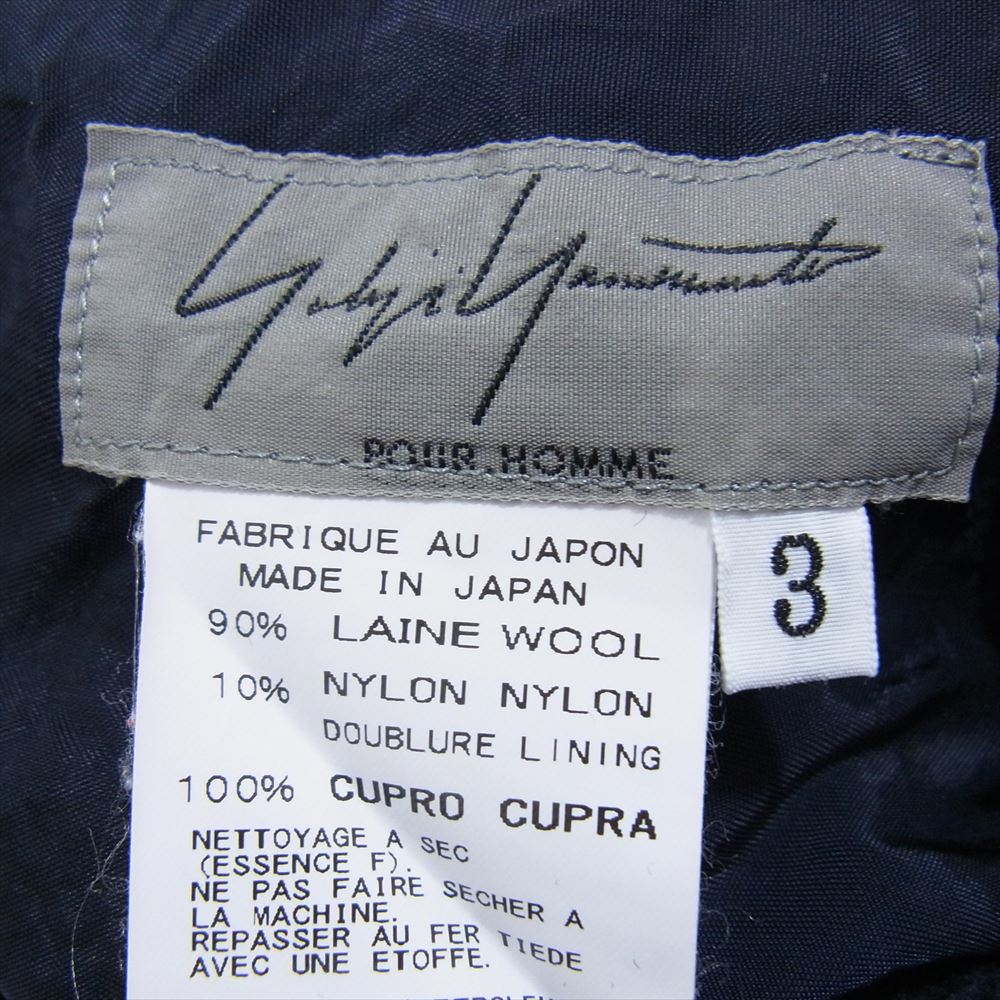 Yohji Yamamoto
POUR HOMME
3
FABRIQUE AU JAPON
MADE IN JAPAN
90% LAINE WOOL
10% NYLON NYLON
DOUBLURE LINING
100% CUPRO CUPRA
NETTOYAGE A SEC
(ESSENCE F).
NE PAS FAIRE SECHER A
LA MACHINE.
REPASSER AU FER TIEDE
AVEC UNE ETOFFE.